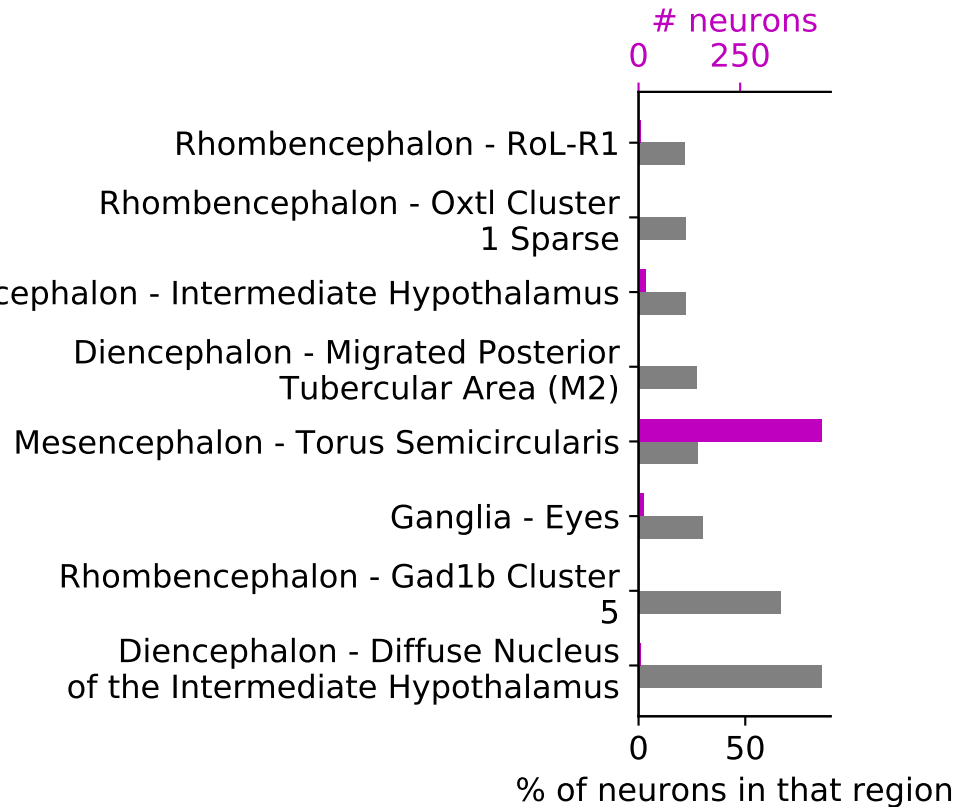 # neurons
0 250
Rhombencephalon - RoL-R1
Rhombencephalon - Oxtl Cluster
1 Sparse
cephalon - Intermediate Hypothalamus
Diencephalon - Migrated Posterior
Tubercular Area (M2)
Mesencephalon - Torus Semicircularis
Ganglia - Eyes
Rhombencephalon - Gad1b Cluster
5
Diencephalon - Diffuse Nucleus
of the Intermediate Hypothalamus
0 50
% of neurons in that region